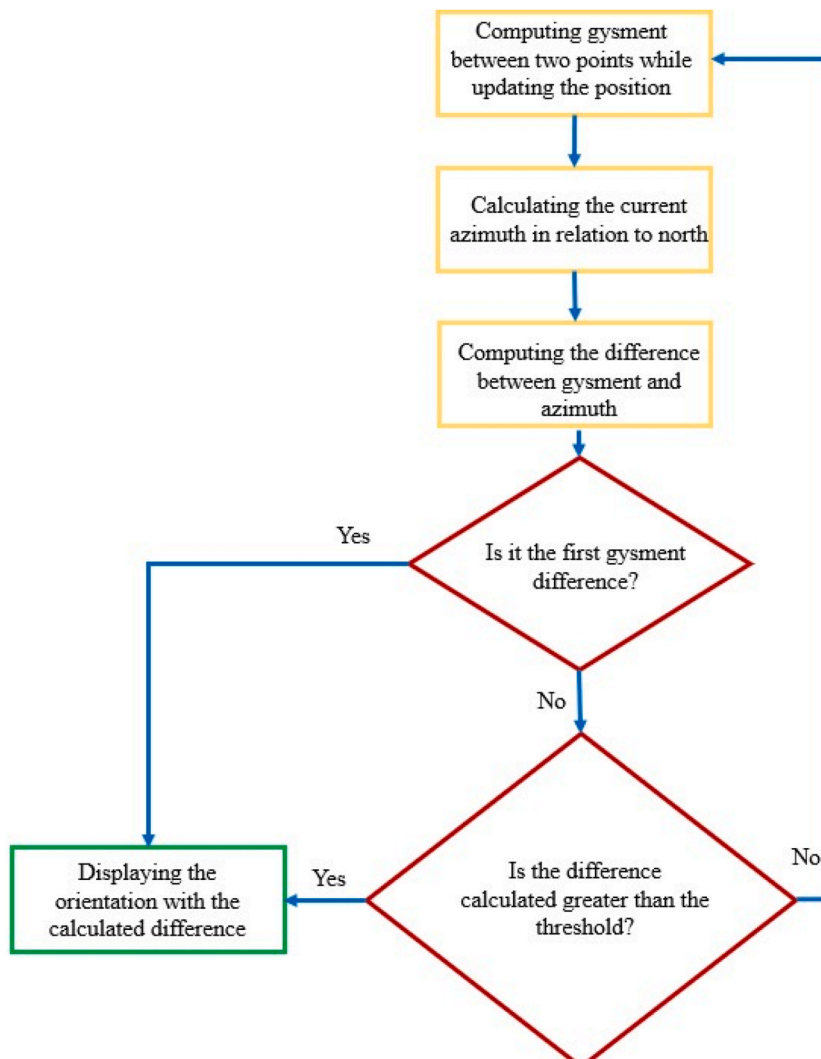 Computing gysment
between two points while
updating the position
Calculating the current
azimuth in relation to north
Computing the difference
between gysment and
azimuth
Yes
Is it the first gysment
difference?
No
Displaying the
orientation with the
calculated difference
Yes
Is the difference
calculated greater than the
threshold?
No